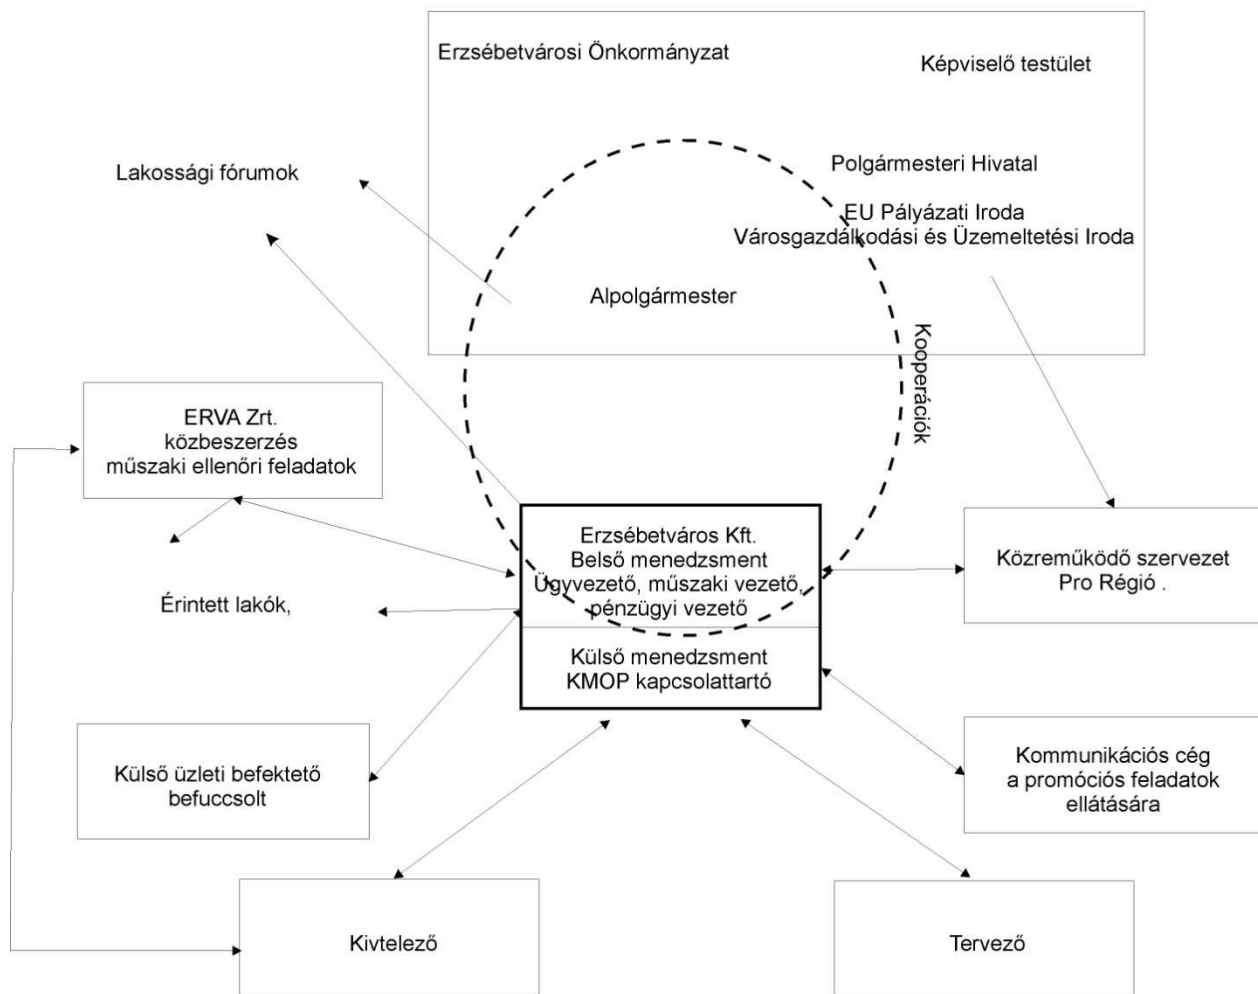 Erzsébetvárosi Önkormányzat
Képviselő testület
Lakossági fórumok
Polgármesteri Hivatal
EU Pályázati Iroda
Városgazdálkodási és Üzemeltetési Iroda
Alpolgármester
Kooperációk
ERVA Zrt.
közbeszerzés
műszaki ellenőri feladatok
Erzsébetváros Kft.
Belső menedzsment
Ügyvezető, műszaki vezető,
pénzügyi vezető
Közreműködő szervezet
Pro Régió .
Érintett lakók,
Külső menedzsment
KMOP kapcsolattartó
Külső üzleti befektető
befuccsolt
Kommunikációs cég
a promóciós feladatok
ellátására
Kivtelező
Tervező